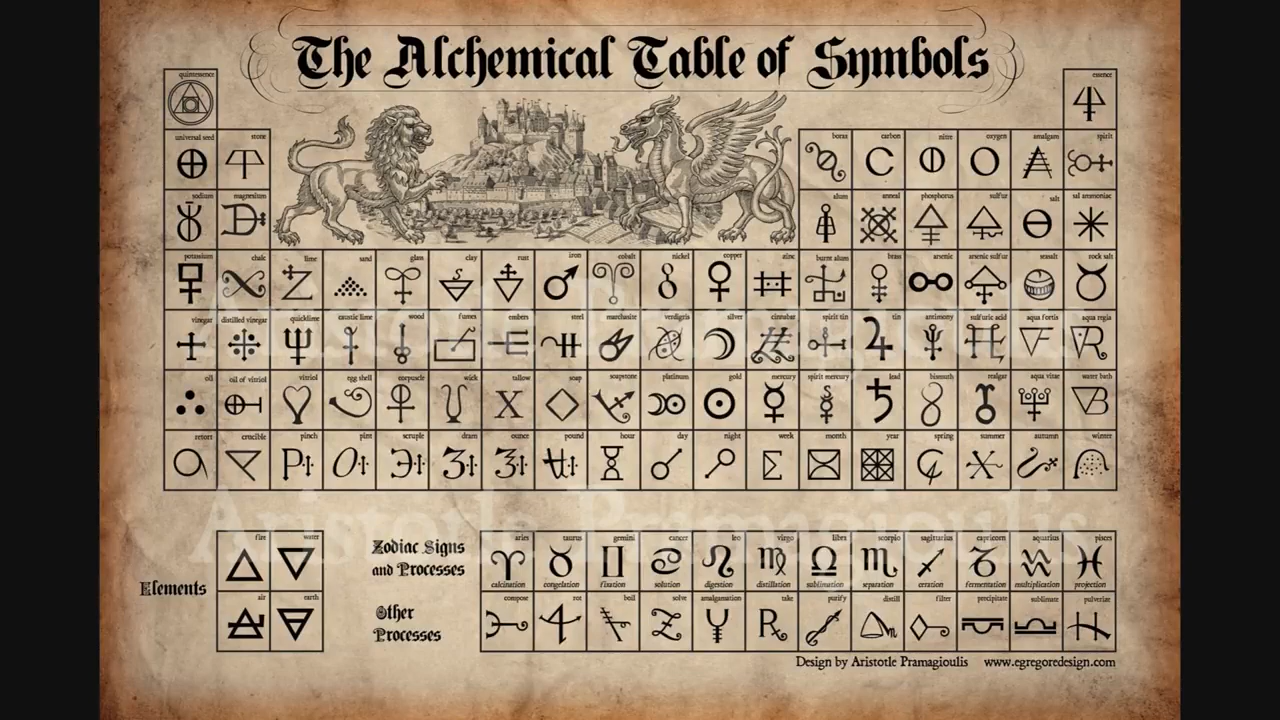 The Alchemical Table of Symbols
quintessence essence
universal seed stone borax carbon nitre oxygen amalgam spirit
sodium magnesium alum anneal phosphorus sulfur salt sal ammoniac
potassium chalc lime sand glass clay rust iron cobalt nickel copper zinc burnt alum brass arsenic arsenic sulfur seasalt rock salt
vinegar distilled vinegar quicklime caustic lime wood fumes embers steel marchasite verdigris silver cinnabar spirit tin tin antimony sulfuric acid aqua fortis aqua regia
oil oil of vitriol vitriol egg shell corpuscle wick tallow soap soapstone platinum gold mercury spirit mercury lead bismuth realgar aqua vitae water bath
retort crucible pinch pint scruple dram ounce pound hour day night week month year spring summer autumn winter
Aristotle Pramagioulis
Elements
fire water
air earth
Zodiac Signs
and Processes
aries taurus gemini cancer leo virgo libra scorpio sagittarius capricorn aquarius pisces
calcination congelation fixation solution digestion distillation sublimation separation ceration fermentation multiplication projection
Other
Processes
compose rot boil solve amalgamation take purify distill filter precipitate sublimate pulverize
Design by Aristotle Pramagioulis www.egregoredesign.com